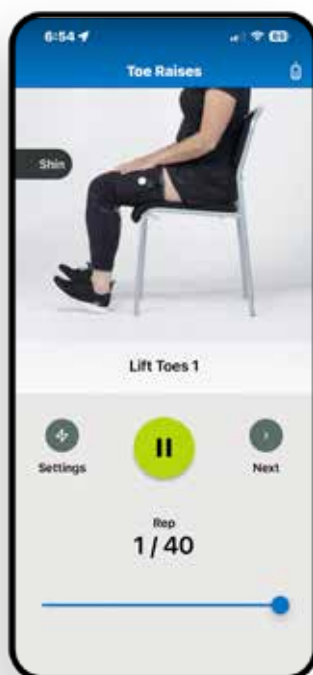 6:54
Toe Raises
Shin
Lift Toes 1
Settings
Next
Rep
1 / 40